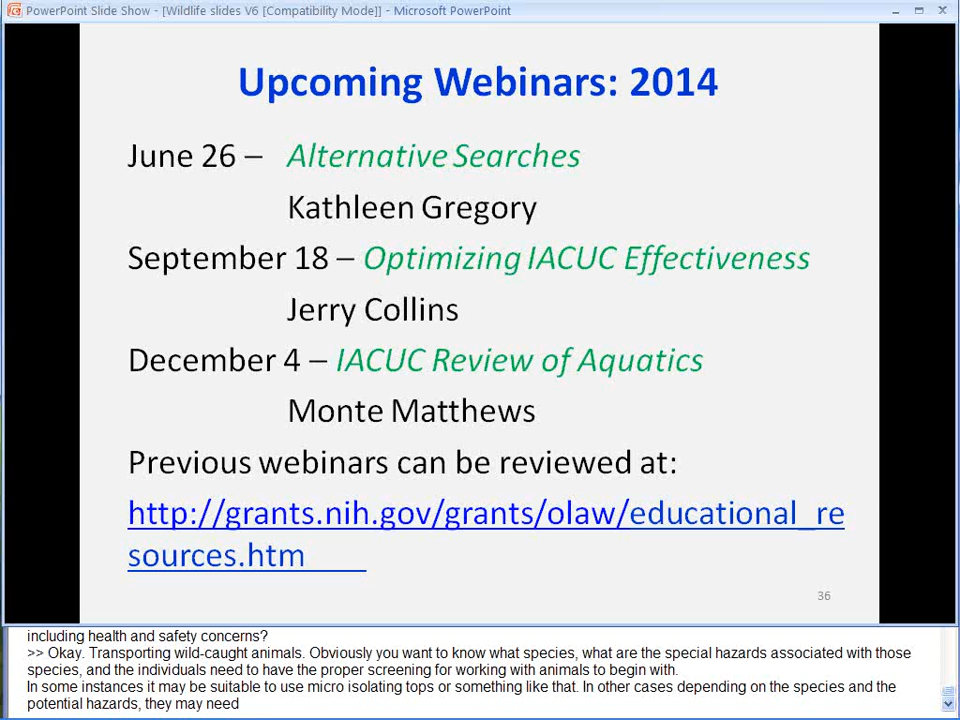 PowerPoint Slide Show - [Wildlife slides V6 [Compatibility Mode]] - Microsoft PowerPoint
Upcoming Webinars: 2014
June 26 – Alternative Searches
Kathleen Gregory
September 18 – Optimizing IACUC Effectiveness
Jerry Collins
December 4 – IACUC Review of Aquatics
Monte Matthews
Previous webinars can be reviewed at:
http://grants.nih.gov/grants/olaw/educational_re
sources.htm
36
including health and safety concerns?
>> Okay. Transporting wild-caught animals. Obviously you want to know what species, what are the special hazards associated with those
species, and the individuals need to have the proper screening for working with animals to begin with.
In some instances it may be suitable to use micro isolating tops or something like that. In other cases depending on the species and the
potential hazards, they may need